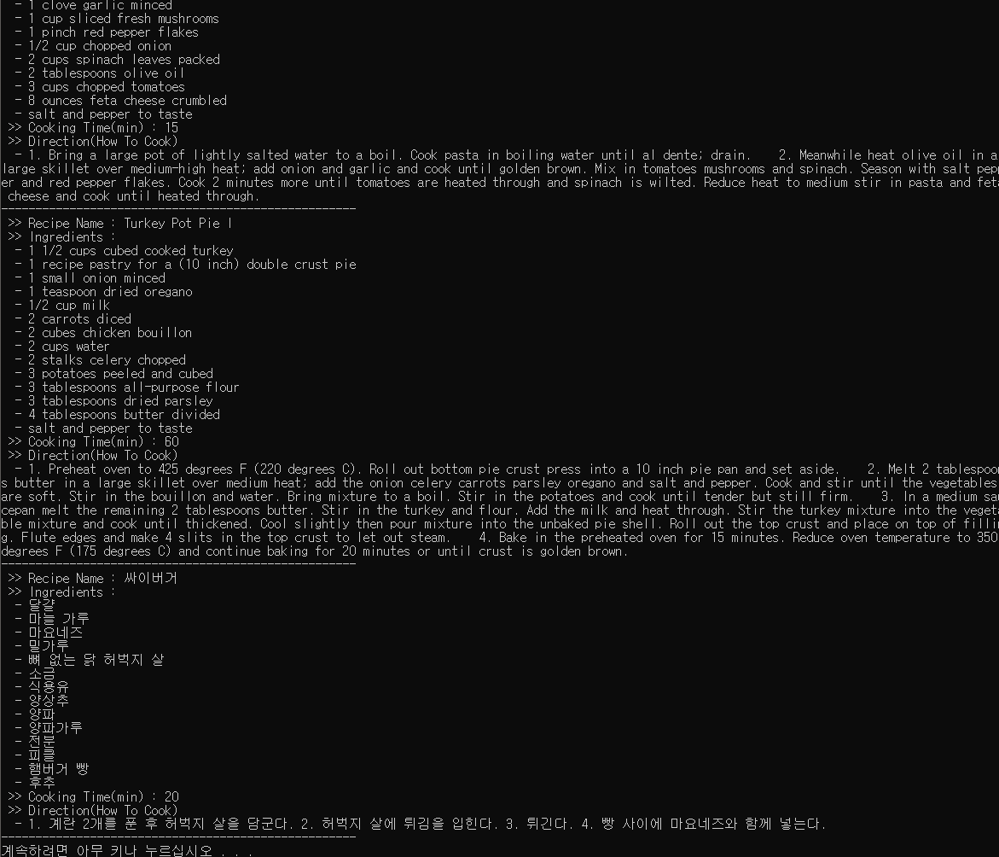 - 1 clove garlic minced
- 1 cup sliced fresh mushrooms
- 1 pinch red pepper flakes
- 1/2 cup chopped onion
- 2 cups spinach leaves packed
- 2 tablespoons olive oil
- 3 cups chopped tomatoes
- 8 ounces feta cheese crumbled
- salt and pepper to taste
>> Cooking Time(min) : 15
>> Direction(How To Cook)
- 1. Bring a large pot of lightly salted water to a boil. Cook pasta in boiling water until al dente; drain.    2. Meanwhile heat olive oil in a
large skillet over medium-high heat; add onion and garlic and cook until golden brown. Mix in tomatoes mushrooms and spinach. Season with salt pepp
er and red pepper flakes. Cook 2 minutes more until tomatoes are heated through and spinach is wilted. Reduce heat to medium stir in pasta and feta
cheese and cook until heated through.
----------------------------------------------------
>> Recipe Name : Turkey Pot Pie I
>> Ingredients :
- 1 1/2 cups cubed cooked turkey
- 1 recipe pastry for a (10 inch) double crust pie
- 1 small onion minced
- 1 teaspoon dried oregano
- 1/2 cup milk
- 2 carrots diced
- 2 cubes chicken bouillon
- 2 cups water
- 2 stalks celery chopped
- 3 potatoes peeled and cubed
- 3 tablespoons all-purpose flour
- 3 tablespoons dried parsley
- 4 tablespoons butter divided
- salt and pepper to taste
>> Cooking Time(min) : 60
>> Direction(How To Cook)
- 1. Preheat oven to 425 degrees F (220 degrees C). Roll out bottom pie crust press into a 10 inch pie pan and set aside.    2. Melt 2 tablespoon
s butter in a large skillet over medium heat; add the onion celery carrots parsley oregano and salt and pepper. Cook and stir until the vegetables
are soft. Stir in the bouillon and water. Bring mixture to a boil. Stir in the potatoes and cook until tender but still firm.    3. In a medium sau
cepan melt the remaining 2 tablespoons butter. Stir in the turkey and flour. Add the milk and heat through. Stir the turkey mixture into the vegeta
ble mixture and cook until thickened. Cool slightly then pour mixture into the unbaked pie shell. Roll out the top crust and place on top of fillin
g. Flute edges and make 4 slits in the top crust to let out steam.    4. Bake in the preheated oven for 15 minutes. Reduce oven temperature to 350
degrees F (175 degrees C) and continue baking for 20 minutes or until crust is golden brown.
----------------------------------------------------
>> Recipe Name : 싸이버거
>> Ingredients :
- 달걀
- 마늘 가루
- 마요네즈
- 밀가루
- 뼈 없는 닭 허벅지 살
- 소금
- 식용유
- 양상추
- 양파
- 양파가루
- 전분
- 피클
- 햄버거 빵
- 후추
>> Cooking Time(min) : 20
>> Direction(How To Cook)
- 1. 계란 2개를 푼 후 허벅지 살을 담군다. 2. 허벅지 살에 튀김을 입힌다. 3. 튀긴다. 4. 빵 사이에 마요네즈와 함께 넣는다.
----------------------------------------------------
계속하려면 아무 키나 누르십시오 . . .